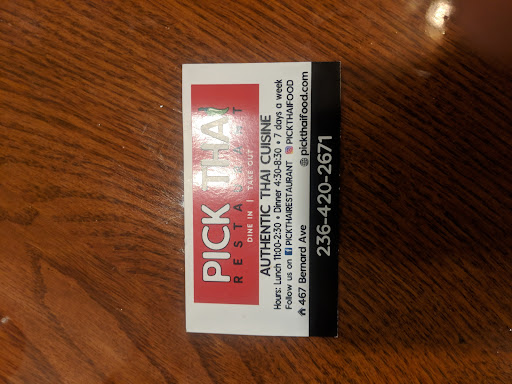 PICK THAI
RESTAURANT
DINE IN | TAKE OUT
AUTHENTIC THAI CUISINE
Hours: Lunch 11:00-2:30 • Dinner 4:30-8:30 • 7 days a week
Follow us on PICKTHAIRESTAURANT PICKTHAIFOOD
467 Bernard Ave pickthaifood.com
236-420-2671